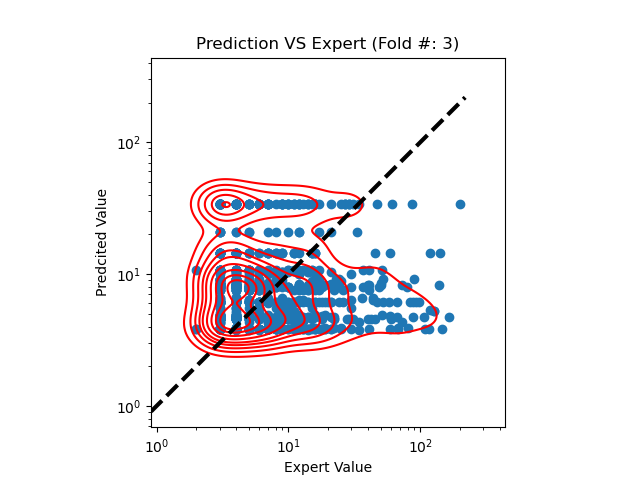 Prediction VS Expert (Fold #: 3)
Predcited Value
10²
10¹
10⁰
10⁰ 10¹ 10²
Expert Value